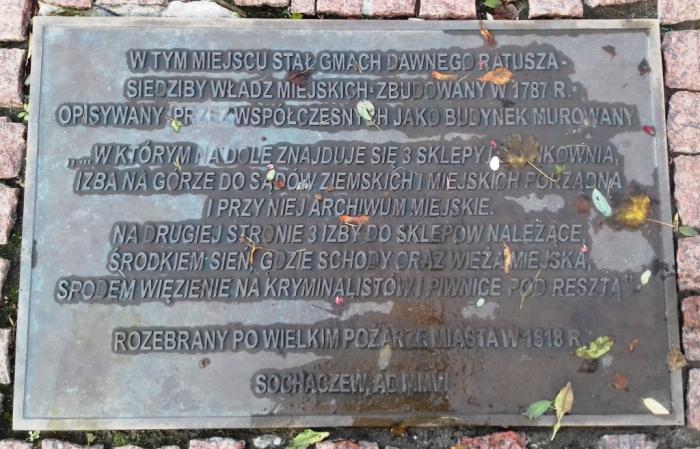 W TYM MIEJSCU STAŁ GMACH DAWNEGO RATUSZA -
SIEDZIBY WŁADZ MIEJSKICH - ZBUDOWANY W 1787 R.
OPISYWANY PRZEZ WSPÓŁCZESNYCH JAKO BUDYNEK MUROWANY
„...W KTÓRYM NA DOLE ZNAJDUJE SIĘ 3 SKLEPY I
IZBA NA GÓRZE DO SĄDÓW ZIEMSKICH I MIEJSKICH PORZĄDNA
I PRZY NIEJ ARCHIWUM MIEJSKIE.
NA DRUGIEJ STRONIE 3 IZBY DO SKLEPÓW NALEŻĄCE,
ŚRODKIEM SIEŃ, GDZIE SCHODY ORAZ WIEŻA MIEJSKA,
SPODEM WIĘZIENIE NA KRYMINALISTÓW I PIWNICE POD RESZTĄ”
ROZEBRANY PO WIELKIM POŻARZE MIASTA W 1818 R.
SOCHACZEW, AD MMVI